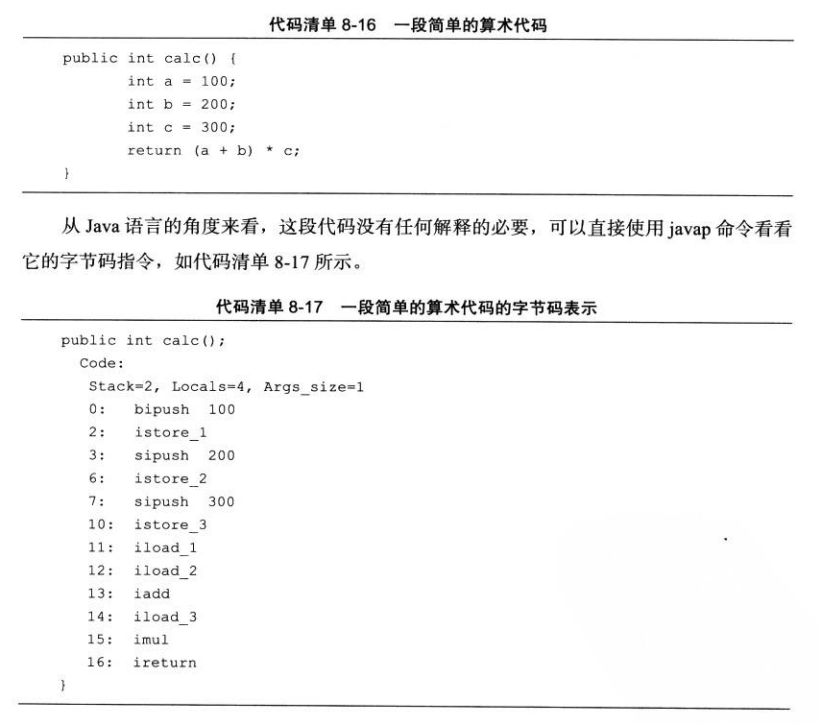 代码清单 8-16 一段简单的算术代码
public int calc() {
int a = 100;
int b = 200;
int c = 300;
return (a + b) * c;
}
从 Java 语言的角度来看，这段代码没有任何解释的必要，可以直接使用 javap 命令看看
它的字节码指令，如代码清单 8-17 所示。
代码清单 8-17 一段简单的算术代码的字节码表示
public int calc();
Code:
Stack=2, Locals=4, Args_size=1
0: bipush 100
2: istore_1
3: sipush 200
6: istore_2
7: sipush 300
10: istore_3
11: iload_1
12: iload_2
13: iadd
14: iload_3
15: imul
16: ireturn
}